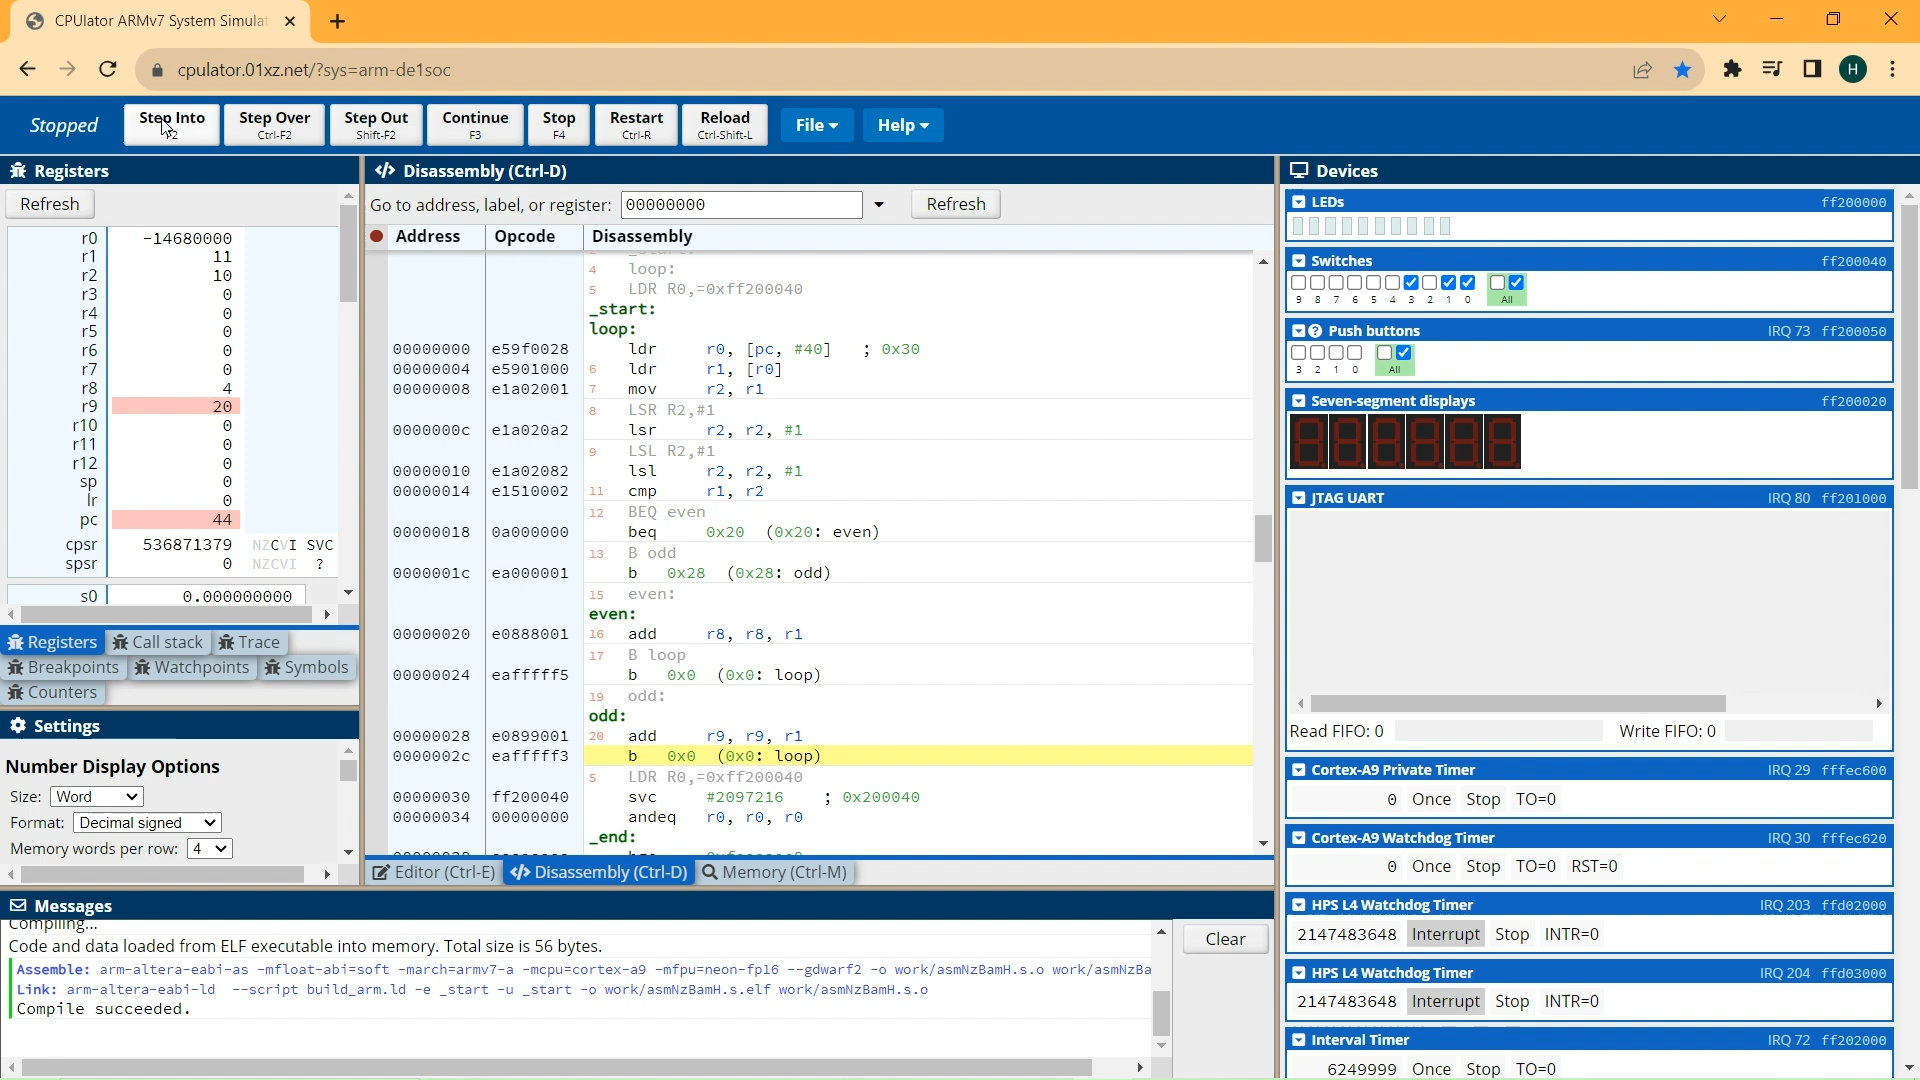 CPUlator ARMv7 System Simulat
cpulator.01xz.net/?sys=arm-de1soc
H
Stopped
Step Into
F2
Step Over
Ctrl-F2
Step Out
Shift-F2
Continue
F3
Stop
F4
Restart
Ctrl-R
Reload
Ctrl-Shift-L
File
Help
Registers
Refresh
r0 -14680000
r1 11
r2 10
r3 0
r4 0
r5 0
r6 0
r7 0
r8 4
r9 20
r10 0
r11 0
r12 0
sp 0
lr 0
pc 44
cpsr 536871379 NZCVI SVC
spsr 0 NZCVI ?
s0 0.000000000
Registers Call stack Trace
Breakpoints Watchpoints Symbols
Counters
Settings
Number Display Options
Size: Word
Format: Decimal signed
Memory words per row: 4
Disassembly (Ctrl-D)
Go to address, label, or register: 00000000 Refresh
Address Opcode Disassembly
4 loop:
5 LDR R0,=0xff200040
_start:
loop:
00000000 e59f0028 ldr r0, [pc, #40] ; 0x30
00000004 e5901000 6 ldr r1, [r0]
00000008 e1a02001 7 mov r2, r1
8 LSR R2,#1
0000000c e1a020a2 lsr r2, r2, #1
9 LSL R2,#1
00000010 e1a02082 lsl r2, r2, #1
00000014 e1510002 11 cmp r1, r2
12 BEQ even
00000018 0a000000 beq 0x20 (0x20: even)
13 B odd
0000001c ea000001 b 0x28 (0x28: odd)
15 even:
even:
00000020 e0888001 16 add r8, r8, r1
17 B loop
00000024 eafffff5 b 0x0 (0x0: loop)
19 odd:
odd:
00000028 e0899001 20 add r9, r9, r1
0000002c eafffff3 b 0x0 (0x0: loop)
5 LDR R0,=0xff200040
00000030 ff200040 svc #2097216 ; 0x200040
00000034 00000000 andeq r0, r0, r0
_end:
Editor (Ctrl-E) Disassembly (Ctrl-D) Memory (Ctrl-M)
Messages
Compiling...
Code and data loaded from ELF executable into memory. Total size is 56 bytes.
Assemble: arm-altera-eabi-as -mfloat-abi=soft -march=armv7-a -mcpu=cortex-a9 -mfpu=neon-fp16 --gdwarf2 -o work/asmNzBamH.s.o work/asmNzBa
Link: arm-altera-eabi-ld --script build_arm.ld -e _start -u _start -o work/asmNzBamH.s.elf work/asmNzBamH.s.o
Compile succeeded.
Clear
Devices
LEDs ff200000
Switches ff200040
9 8 7 6 5 4 3 2 1 0 All
Push buttons IRQ 73 ff200050
3 2 1 0 All
Seven-segment displays ff200020
JTAG UART IRQ 80 ff201000
Read FIFO: 0 Write FIFO: 0
Cortex-A9 Private Timer IRQ 29 fffec600
0 Once Stop TO=0
Cortex-A9 Watchdog Timer IRQ 30 fffec620
0 Once Stop TO=0 RST=0
HPS L4 Watchdog Timer IRQ 203 ffd02000
2147483648 Interrupt Stop INTR=0
HPS L4 Watchdog Timer IRQ 204 ffd03000
2147483648 Interrupt Stop INTR=0
Interval Timer IRQ 72 ff202000
6249999 Once Stop TO=0